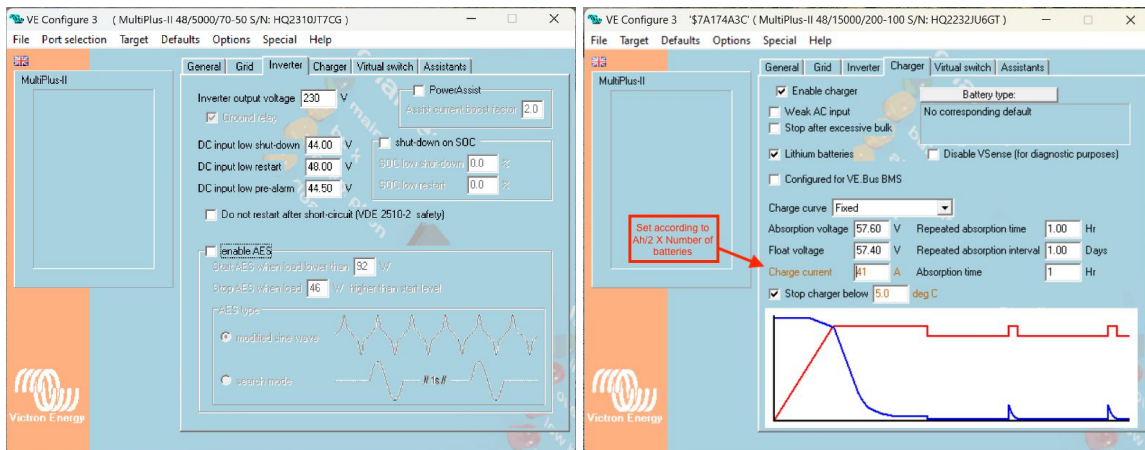 VE Configure 3 ( MultiPlus-II 48/5000/70-50 S/N: HQ2310JT7CG )
File Port selection Target Defaults Options Special Help
MultiPlus-II
General Grid Inverter Charger Virtual switch Assistants
Inverter output voltage 230 V
Ground relay
PowerAssist
Assist current boost factor 2.0
DC input low shut-down 44.00 V
DC input low restart 48.00 V
DC input low pre-alarm 44.50 V
shut-down on SOC
SOC low shut-down 0.0 %
SOC low restart 0.0 %
Do not restart after short-circuit (VDE 2510-2 safety)
enable AES
Start AES when load lower than 92 W
Stop AES when load 46 W higher than start level
AES type
modified sine wave
search mode
//1s//
Victron Energy
VE Configure 3 '$7A174A3C' ( MultiPlus-II 48/15000/200-100 S/N: HQ2232JU6GT )
File Target Defaults Options Special Help
MultiPlus-II
General Grid Inverter Charger Virtual switch Assistants
Enable charger
Weak AC input
Stop after excessive bulk
Battery type:
No corresponding default
Lithium batteries
Disable VSense (for diagnostic purposes)
Configured for VE.Bus BMS
Charge curve Fixed
Absorption voltage 57.60 V Repeated absorption time 1.00 Hr
Float voltage 57.40 V Repeated absorption interval 1.00 Days
Charge current 41 A Absorption time 1 Hr
Stop charger below 5.0 deg C
Set according to
Ah/2 X Number of
batteries
Victron Energy